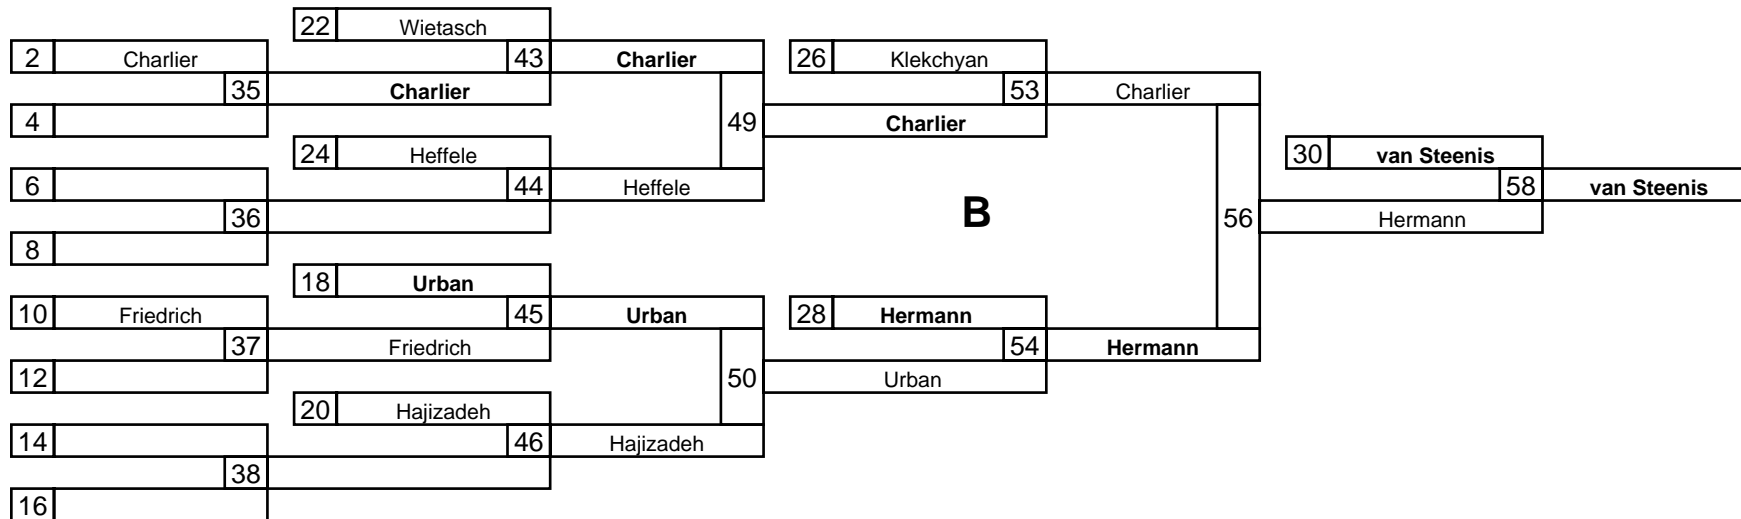 22 Wietasch
2 Charlier 43 Charlier 26 Klekchyan
35 Charlier 53 Charlier
4 49 Charlier
24 Heffele 30 van Steenis
6 44 Heffele 58 van Steenis
36 B 56 Hermann
8
18 Urban
10 Friedrich 45 Urban 28 Hermann
37 Friedrich 54 Hermann
12 50 Urban
20 Hajizadeh
14 46 Hajizadeh
38
16